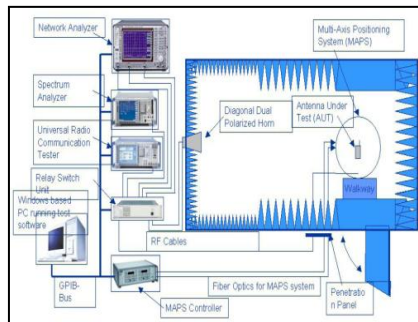 Network Analyzer
Spectrum
Analyzer
Universal Radio
Communication
Tester
Relay Switch
Unit
Windows based
PC running test
software
GPIB-
Bus
MAPS Controller
RF Cables
Fiber Optics for MAPS system
Diagonal Dual
Polarized Horn
Multi-Axis Positioning
System (MAPS)
Antenna Under
Test (AUT)
Walkway
Penetratio
n Panel